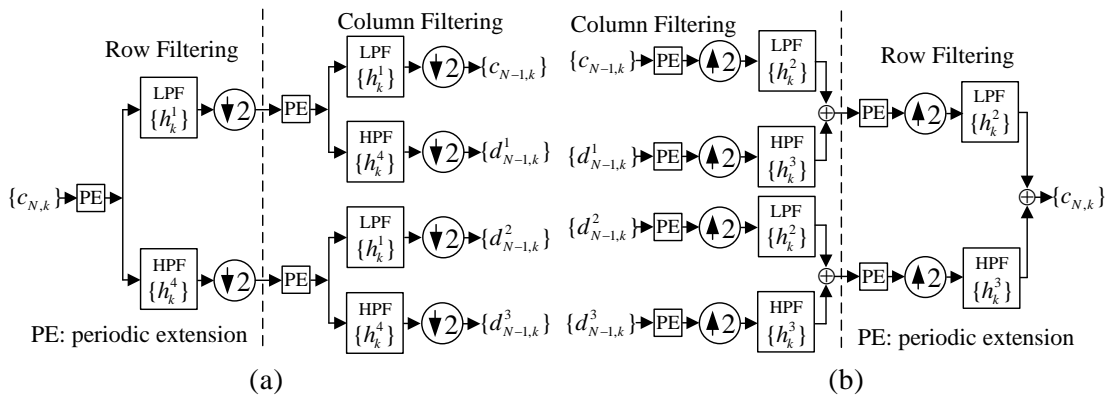 Row Filtering
Column Filtering
LPF
{h_k^1}
↓2
PE
LPF
{h_k^1}
↓2
{c_{N-1,k}}
HPF
{h_k^4}
↓2
{d_{N-1,k}^1}
{c_{N,k}}
PE
HPF
{h_k^4}
↓2
PE
LPF
{h_k^1}
↓2
{d_{N-1,k}^2}
HPF
{h_k^4}
↓2
{d_{N-1,k}^3}
PE: periodic extension
(a)
Column Filtering
Row Filtering
{c_{N-1,k}}
PE
↑2
LPF
{h_k^2}
{d_{N-1,k}^1}
PE
↑2
HPF
{h_k^3}
⊕
PE
↑2
LPF
{h_k^2}
{d_{N-1,k}^2}
PE
↑2
LPF
{h_k^2}
{d_{N-1,k}^3}
PE
↑2
HPF
{h_k^3}
⊕
PE
↑2
HPF
{h_k^3}
⊕
{c_{N,k}}
PE: periodic extension
(b)